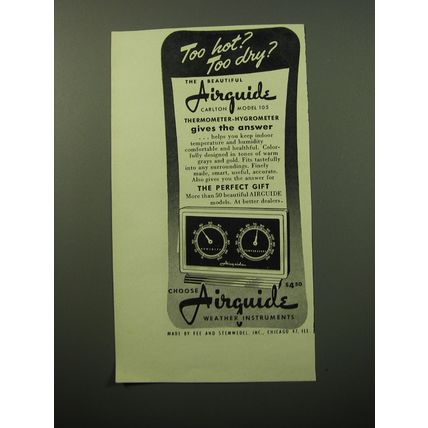 Too hot?
Too dry?
THE BEAUTIFUL
Airguide
CARLTON MODEL 105
THERMOMETER-HYGROMETER
gives the answer
... helps you keep indoor
temperature and humidity
comfortable and healthful. Color-
fully designed in tones of warm
grays and gold. Fits tastefully
into any surroundings. Finely
made, smart, useful, accurate.
Also gives you the answer for
THE PERFECT GIFT
More than 50 beautiful AIRGUIDE
models. At better dealers.
HUMIDITY
TEMPERATURE
Airguide
$4.50
CHOOSE
Airguide
WEATHER INSTRUMENTS
MADE BY FEE AND STEMWEDEL, INC., CHICAGO 47, ILL.